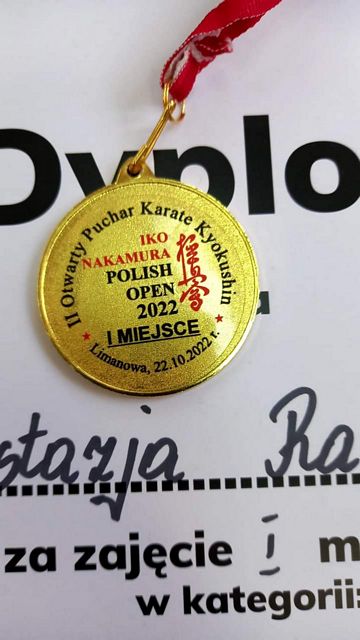 Dyplo
II Otwarty Puchar Karate Kyokushin
IKO
NAKAMURA
POLISH
OPEN
2022
I MIEJSCE
Limanowa, 22.10.2022 r.
stazja Ra
za zajęcie I m
w kategorii: